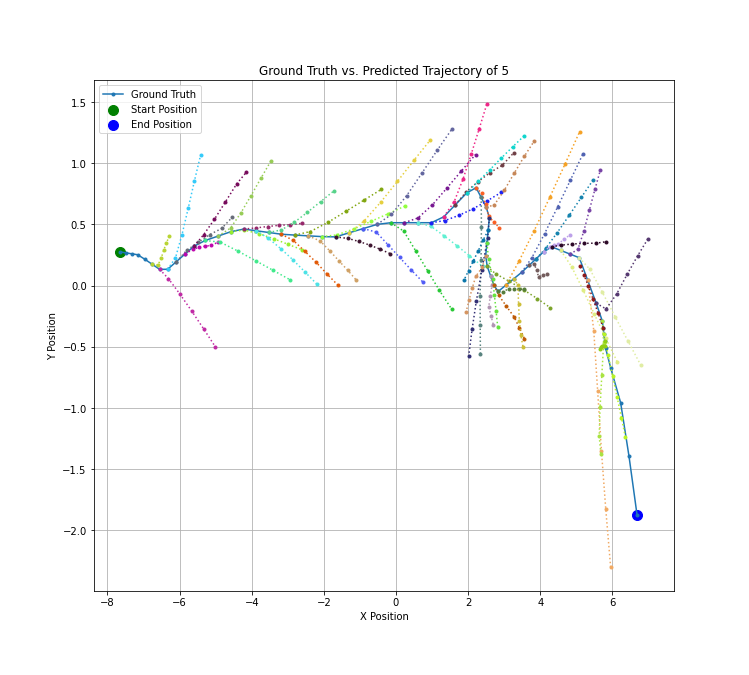 Ground Truth vs. Predicted Trajectory of 5
Ground Truth
Start Position
End Position
1.5
1.0
0.5
0.0
−0.5
−1.0
−1.5
−2.0
Y Position
−8 −6 −4 −2 0 2 4 6
X Position